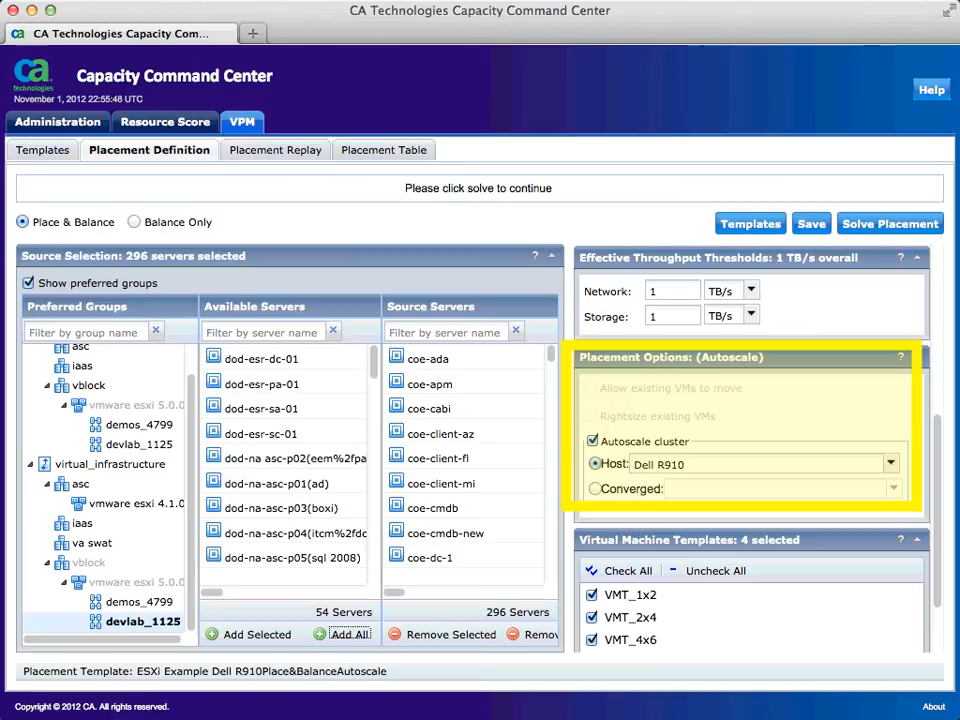 CA Technologies Capacity Command Center
ca CA Technologies Capacity Com...
ca
technologies
Capacity Command Center
November 1, 2012 22:55:48 UTC
Help
Administration Resource Score VPM
Templates Placement Definition Placement Replay Placement Table
Please click solve to continue
Place & Balance Balance Only
Templates Save Solve Placement
Source Selection: 296 servers selected ?
Show preferred groups
Preferred Groups Available Servers Source Servers
Filter by group name Filter by server name Filter by server name
asc
iaas
vblock
vmware esxi 5.0.0
demos_4799
devlab_1125
virtual_infrastructure
asc
vmware esxi 4.1.0
iaas
va swat
vblock
vmware esxi 5.0.0
demos_4799
devlab_1125
dod-esr-dc-01
dod-esr-pa-01
dod-esr-sa-01
dod-esr-sc-01
dod-na asc-p02(eem%2fpa
dod-na-asc-p01(ad)
dod-na-asc-p03(boxi)
dod-na-asc-p04(itcm%2fdc
dod-na-asc-p05(sql 2008)
54 Servers
Add Selected Add All
coe-ada
coe-apm
coe-cabi
coe-client-az
coe-client-fl
coe-client-mi
coe-cmdb
coe-cmdb-new
coe-dc-1
296 Servers
Remove Selected Remov
Effective Throughput Thresholds: 1 TB/s overall ?
Network: 1 TB/s
Storage: 1 TB/s
Placement Options: (Autoscale) ?
Allow existing VMs to move
Rightsize existing VMs
Autoscale cluster
Host: Dell R910
Converged:
Virtual Machine Templates: 4 selected ?
Check All Uncheck All
VMT_1x2
VMT_2x4
VMT_4x6
Placement Template: ESXi Example Dell R910Place&BalanceAutoscale
Copyright © 2012 CA. All rights reserved. About